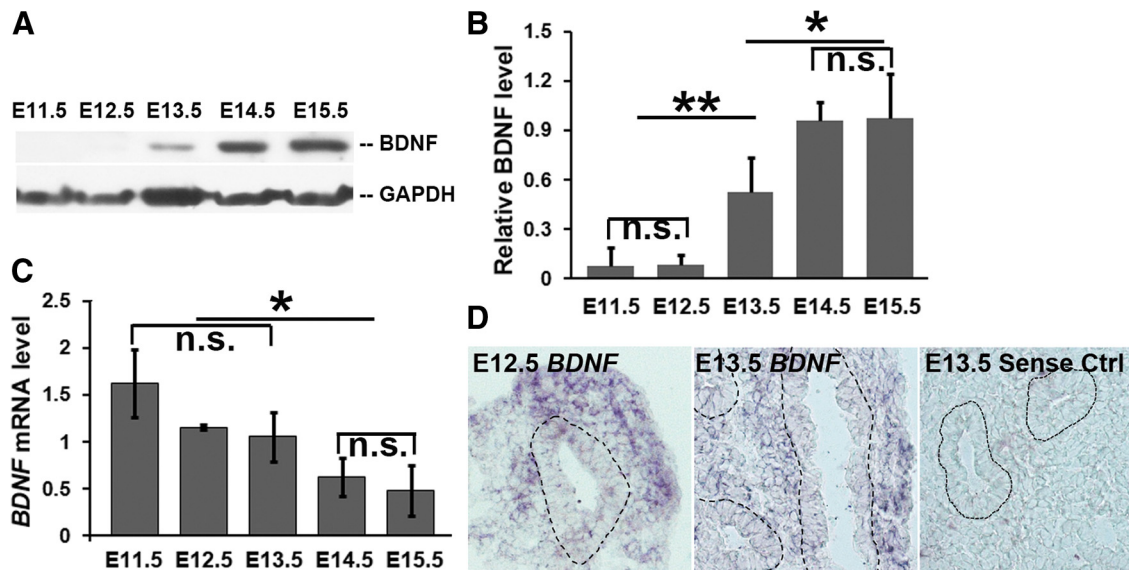 A
E11.5 E12.5 E13.5 E14.5 E15.5
-- BDNF
-- GAPDH
B
Relative BDNF level
1.5
1.2
0.9
0.6
0.3
0
n.s.
**
*
n.s.
E11.5 E12.5 E13.5 E14.5 E15.5
C
BDNF mRNA level
2.5
2
1.5
1
0.5
0
n.s.
*
n.s.
E11.5 E12.5 E13.5 E14.5 E15.5
D
E12.5 BDNF
E13.5 BDNF
E13.5 Sense Ctrl